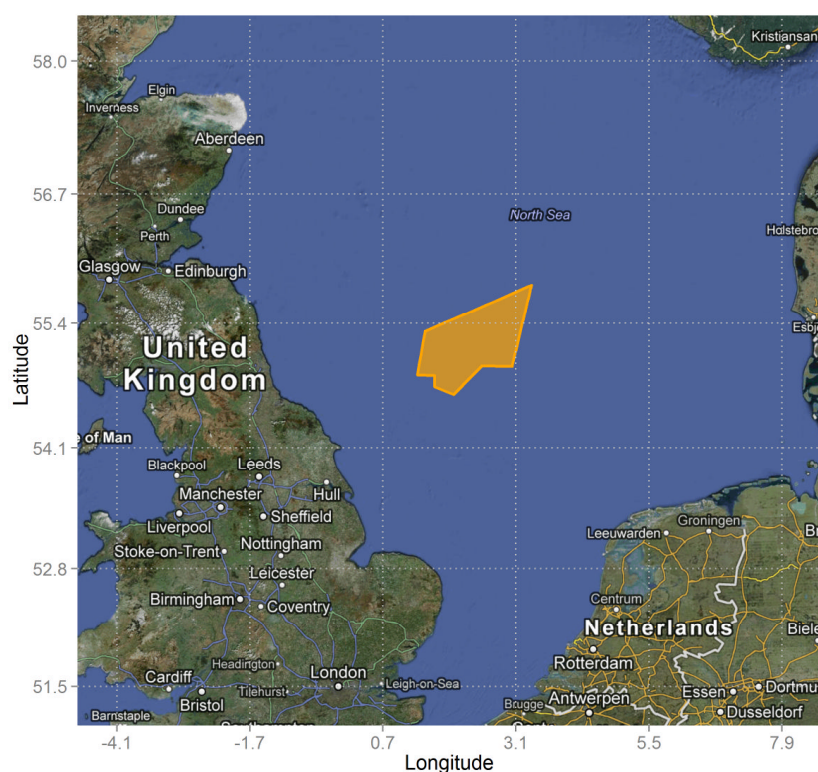 58.0
56.7
55.4
54.1
52.8
51.5
Latitude
-4.1
-1.7
0.7
3.1
5.5
7.9
Longitude
Kristiansan
Elgin
Inverness
Aberdeen
Dundee
North Sea
Perth
Holstebro
Glasgow
Edinburgh
Esbj
United
Kingdom
e of Man
Blackpool
Leeds
Manchester
Hull
Liverpool
Sheffield
Groningen
Leeuwarden
Stoke-on-Trent
Nottingham
Leicester
Birmingham
Coventry
Centrum
Netherlands
Biele
Headington
Rotterdam
Cardiff
London
Leigh-on-Sea
Bristol
Tilehurst
Essen
Dortmu
Brugge
Antwerpen
Dusseldorf
Barnstaple